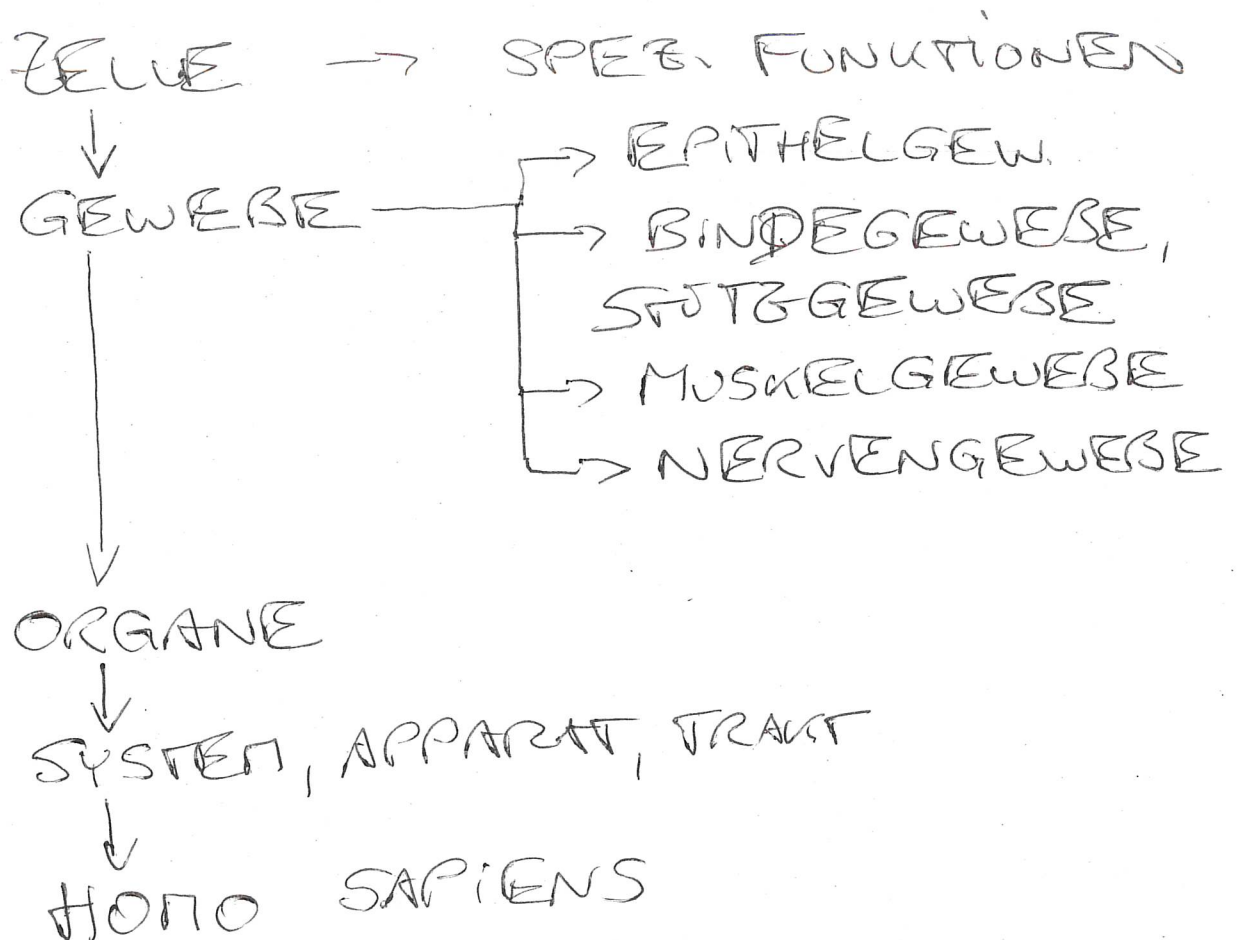 ZELLE → SPEZ. FUNKTIONEN
↓
GEWEBE → EPITHELGEW.
→ BINDEGEWEBE,
STÜTZGEWEBE
→ MUSKELGEWEBE
→ NERVENGEWEBE
↓
ORGANE
↓
SYSTEM, APPARAT, TRAKT
↓
HOMO SAPIENS